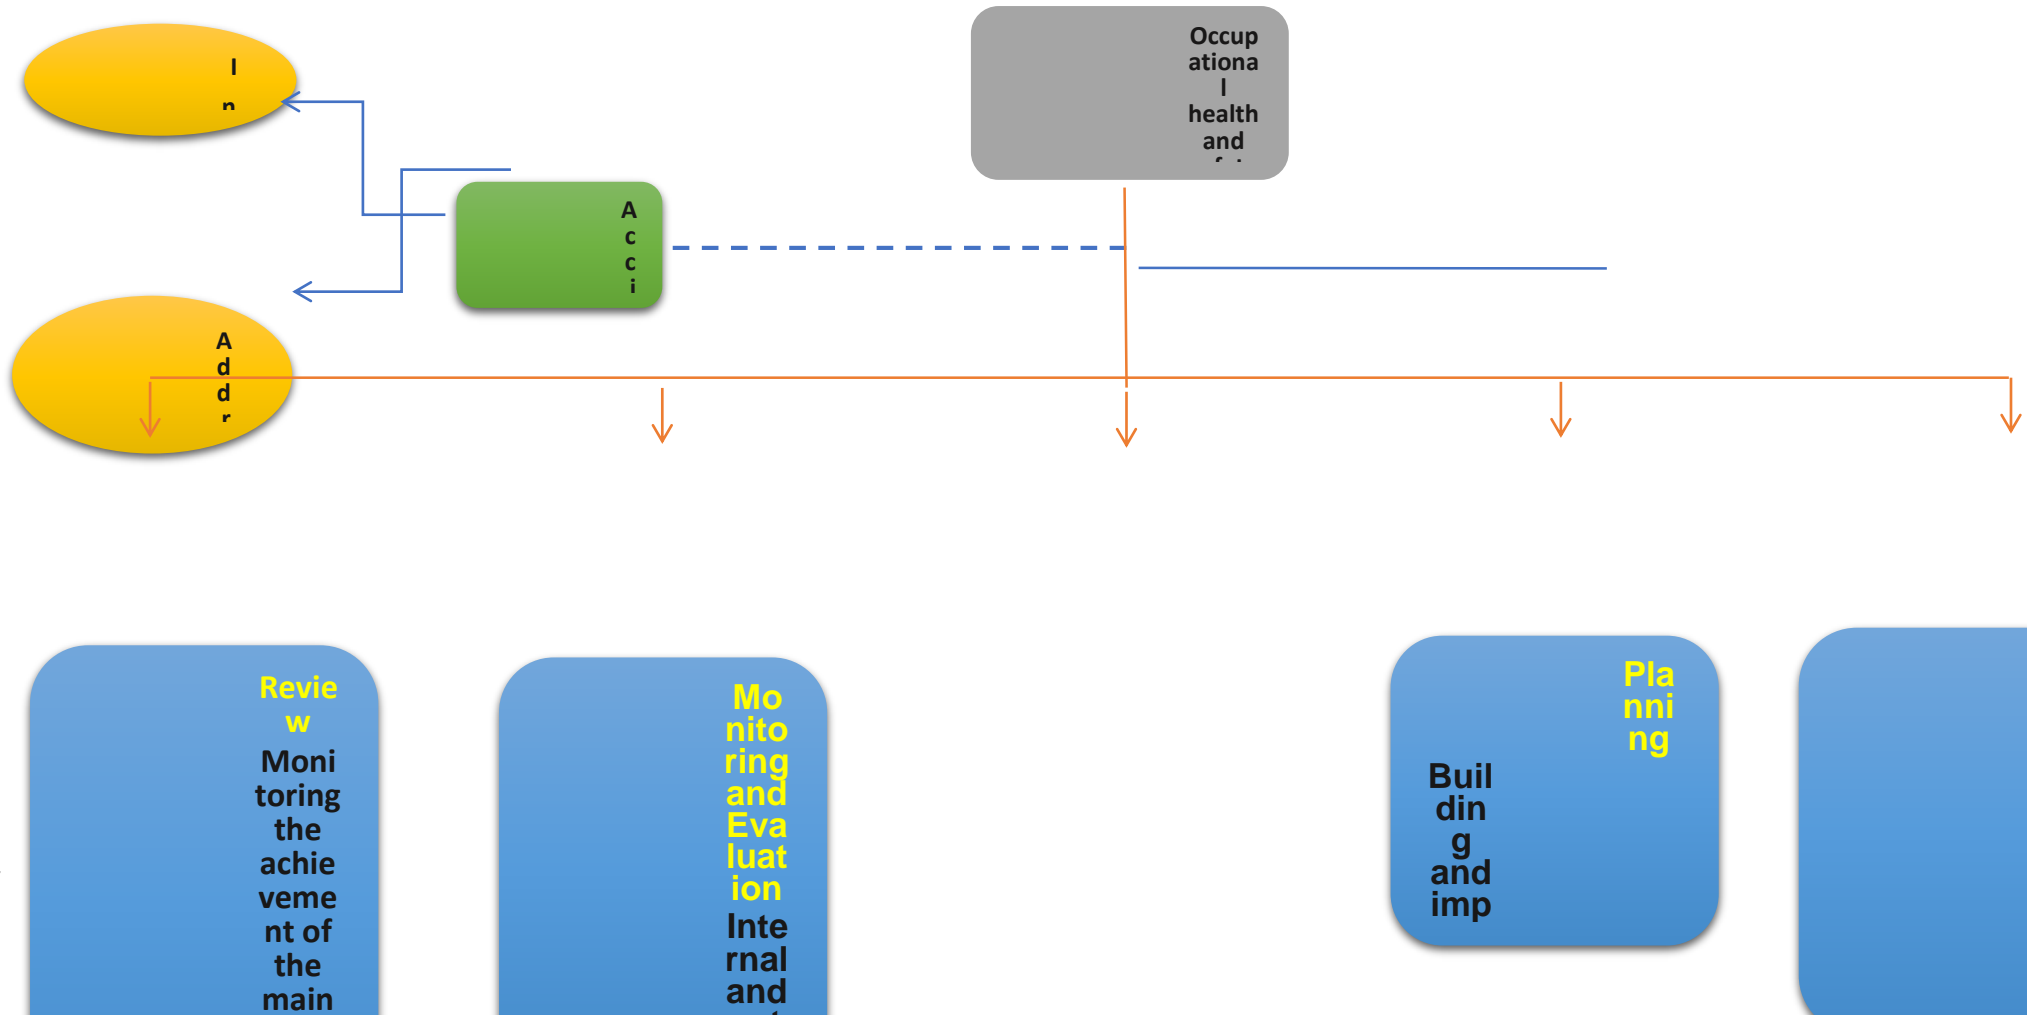 I
n
Occup
ationa
l
health
and
A
c
c
i
A
d
d
r
Revie
w
Moni
toring
the
achie
veme
nt of
the
main
Mo
nito
ring
and
Eva
luat
ion
Inte
rnal
and
Pla
nni
ng
Buil
din
g
and
imp